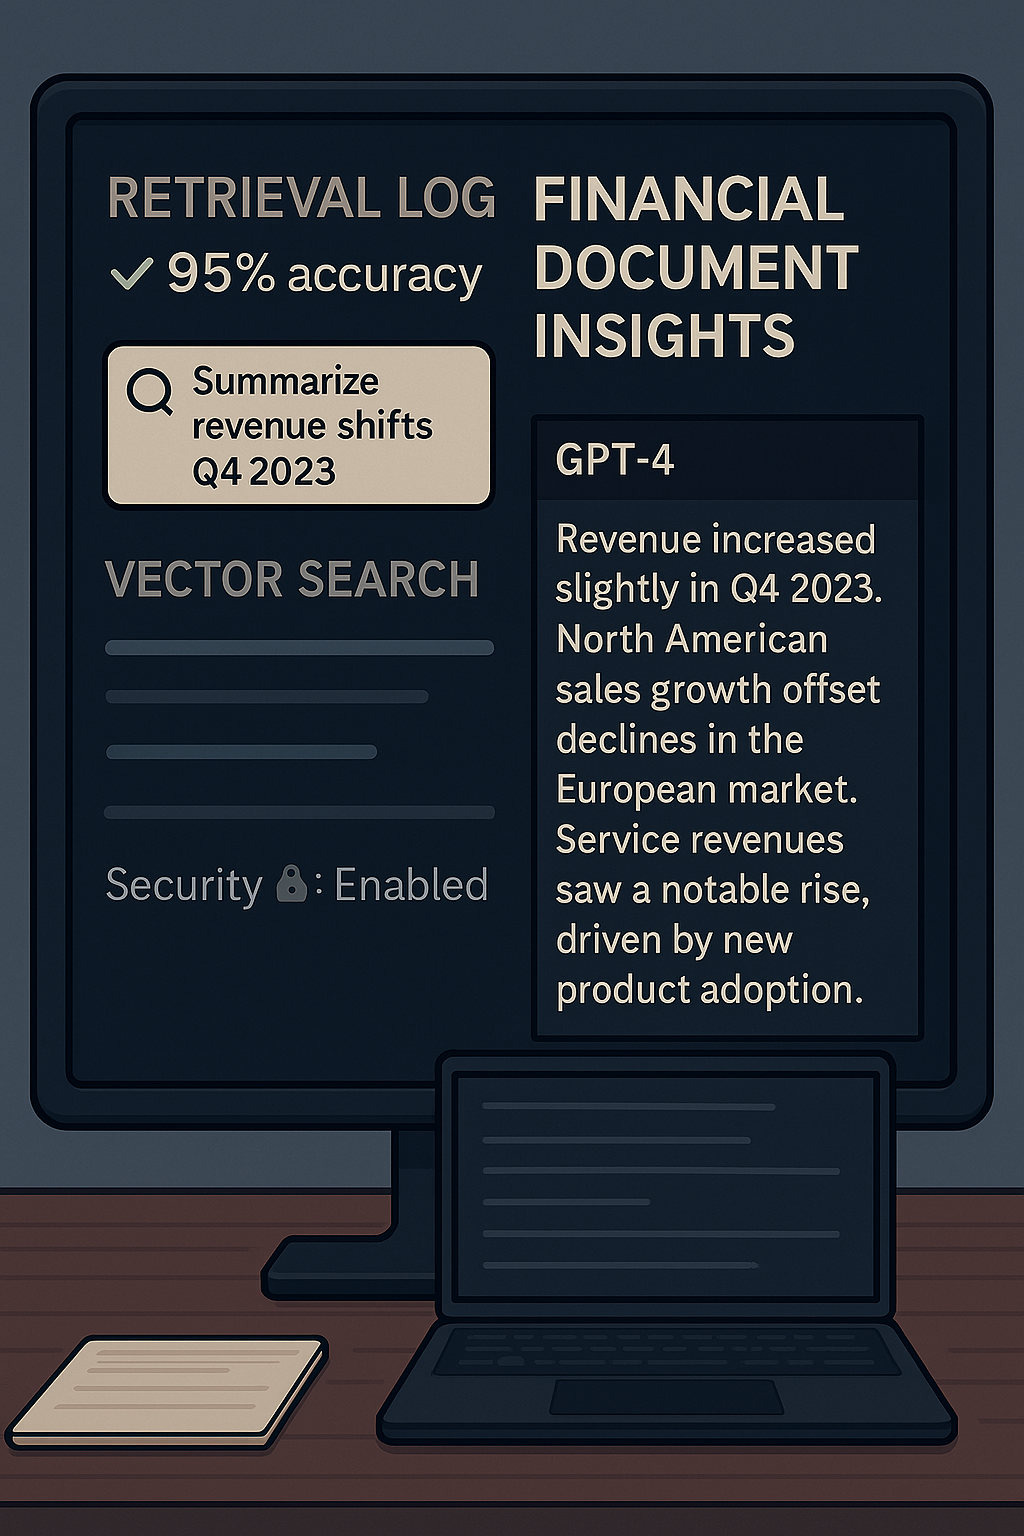 RETRIEVAL LOG
✓ 95% accuracy
Summarize
revenue shifts
Q4 2023
VECTOR SEARCH
Security 🔒: Enabled
FINANCIAL
DOCUMENT
INSIGHTS
GPT-4
Revenue increased
slightly in Q4 2023.
North American
sales growth offset
declines in the
European market.
Service revenues
saw a notable rise,
driven by new
product adoption.